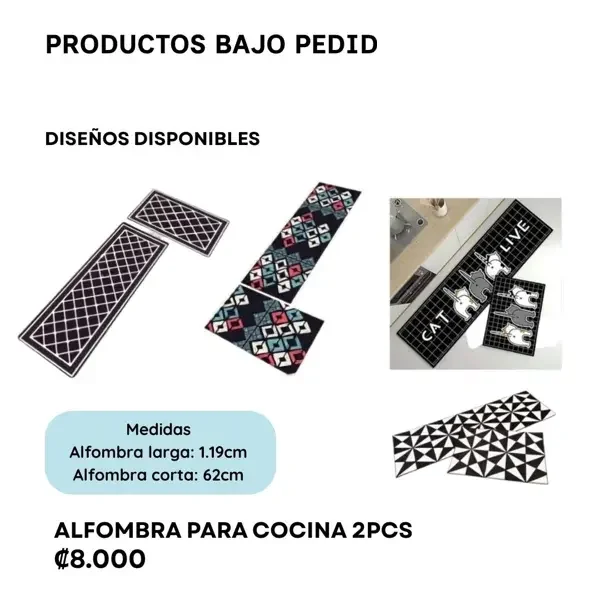 PRODUCTOS BAJO PEDID
DISEÑOS DISPONIBLES
CAT LIVE
Medidas
Alfombra larga: 1.19cm
Alfombra corta: 62cm
ALFOMBRA PARA COCINA 2PCS
₡8.000